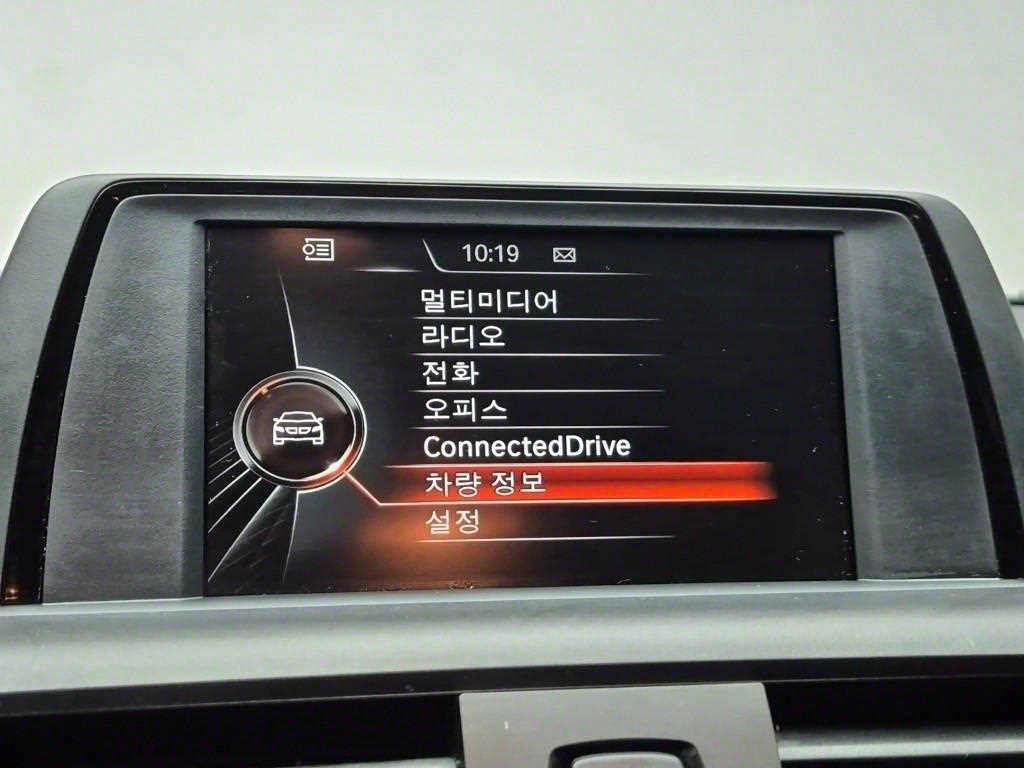 10:19
멀티미디어
라디오
전화
오피스
ConnectedDrive
차량 정보
설정